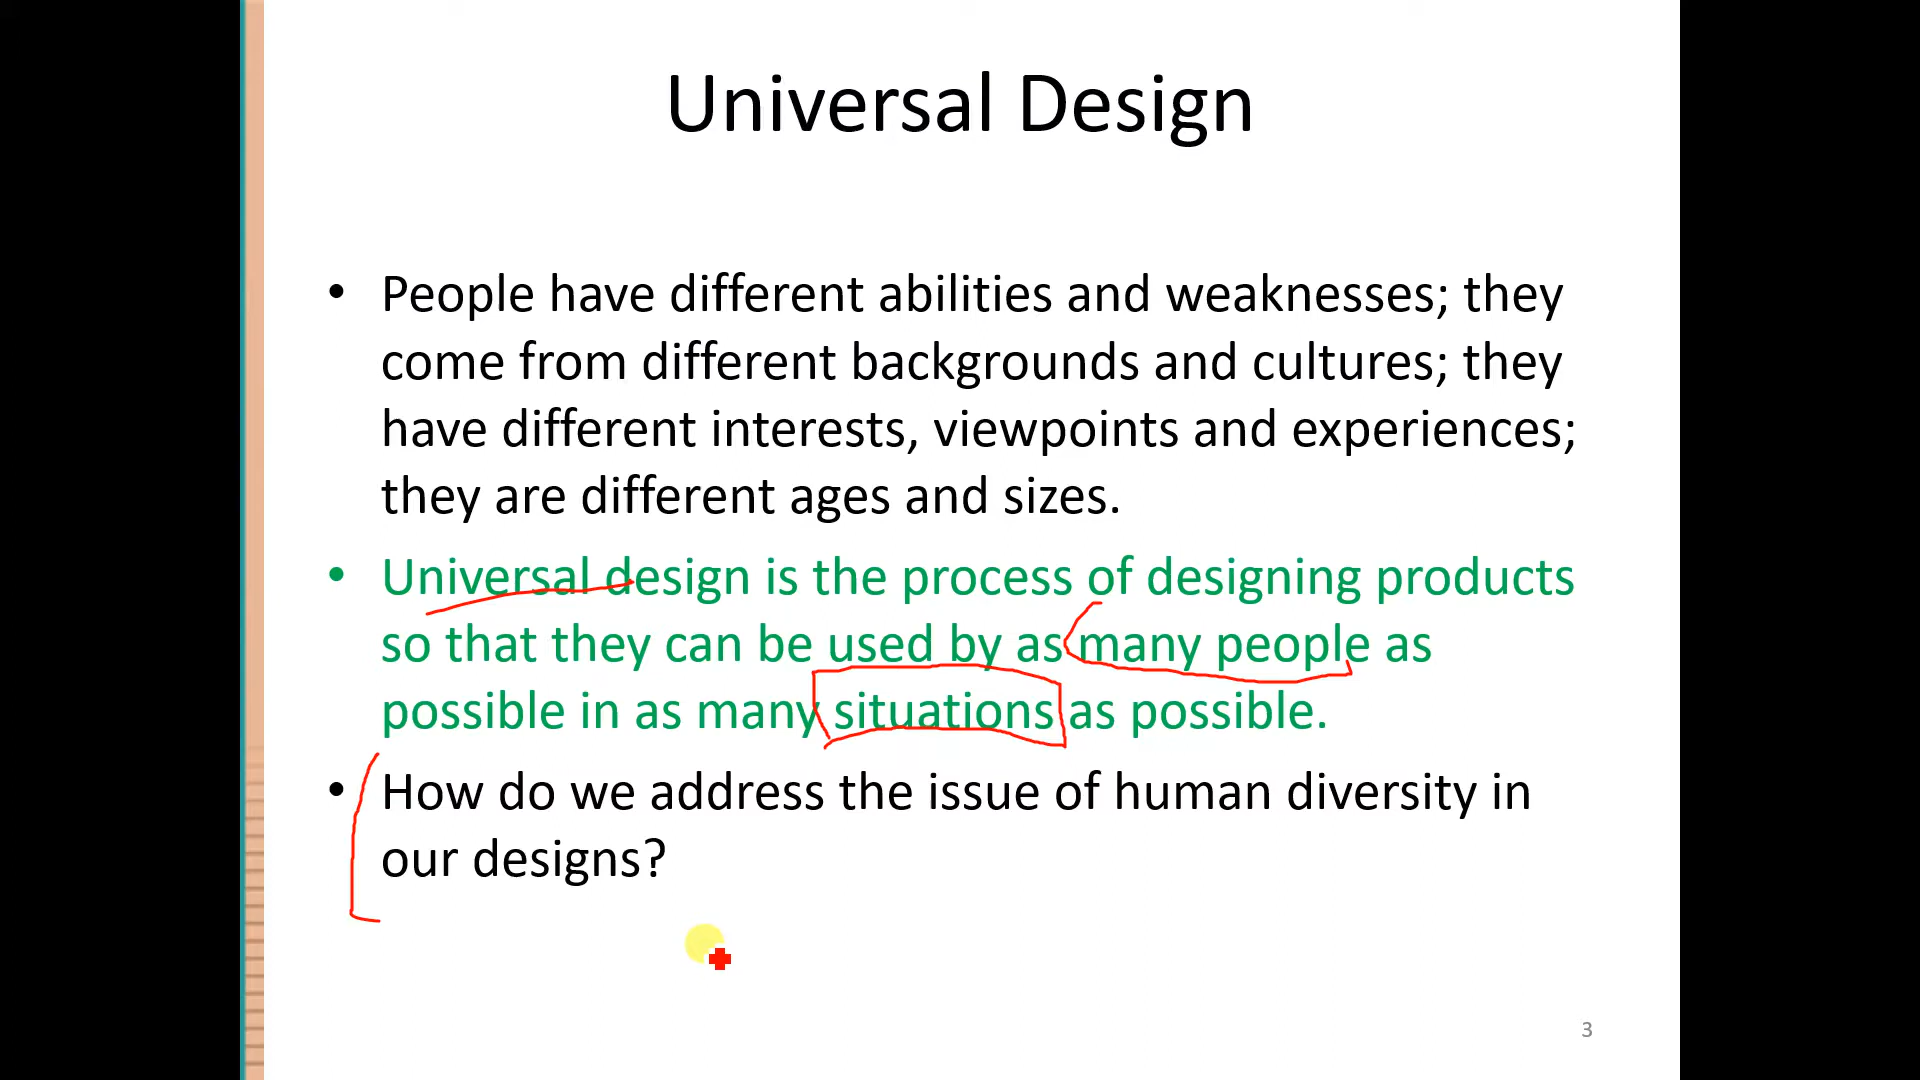 Universal Design
• People have different abilities and weaknesses; they
come from different backgrounds and cultures; they
have different interests, viewpoints and experiences;
they are different ages and sizes.
• Universal design is the process of designing products
so that they can be used by as many people as
possible in as many situations as possible.
• How do we address the issue of human diversity in
our designs?
3